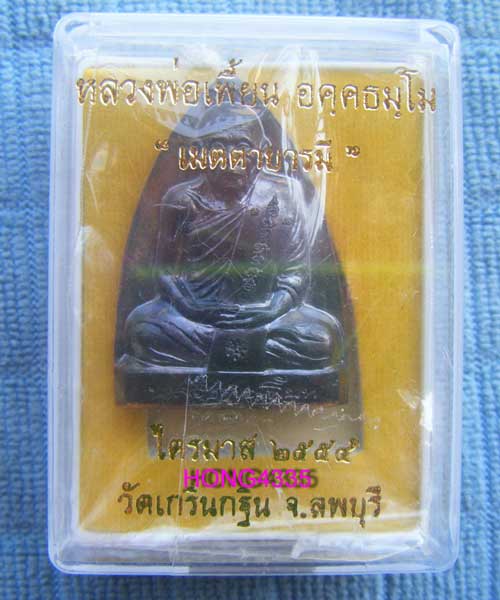 หลวงพ่อเพี้ยน อคฺคธมฺโม
“ เมตตาบารมี ”
ไตรมาส ๒๕๕๔
HONG4335
วัดเกริ่นกฐิน จ.ลพบุรี